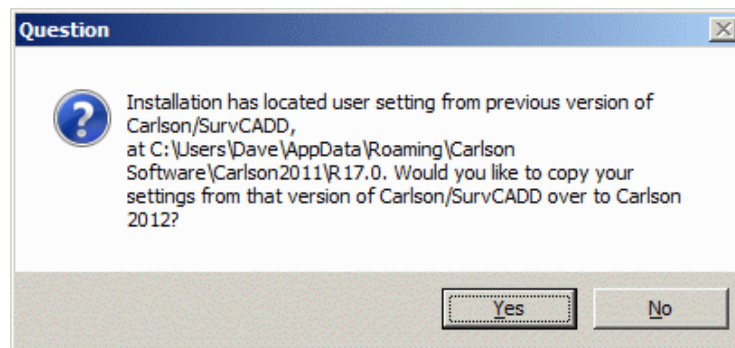 Question
Installation has located user setting from previous version of
Carlson/SurvCADD,
at C:\Users\Dave\AppData\Roaming\Carlson
Software\Carlson2011\R17.0. Would you like to copy your
settings from that version of Carlson/SurvCADD over to Carlson
2012?
Yes No